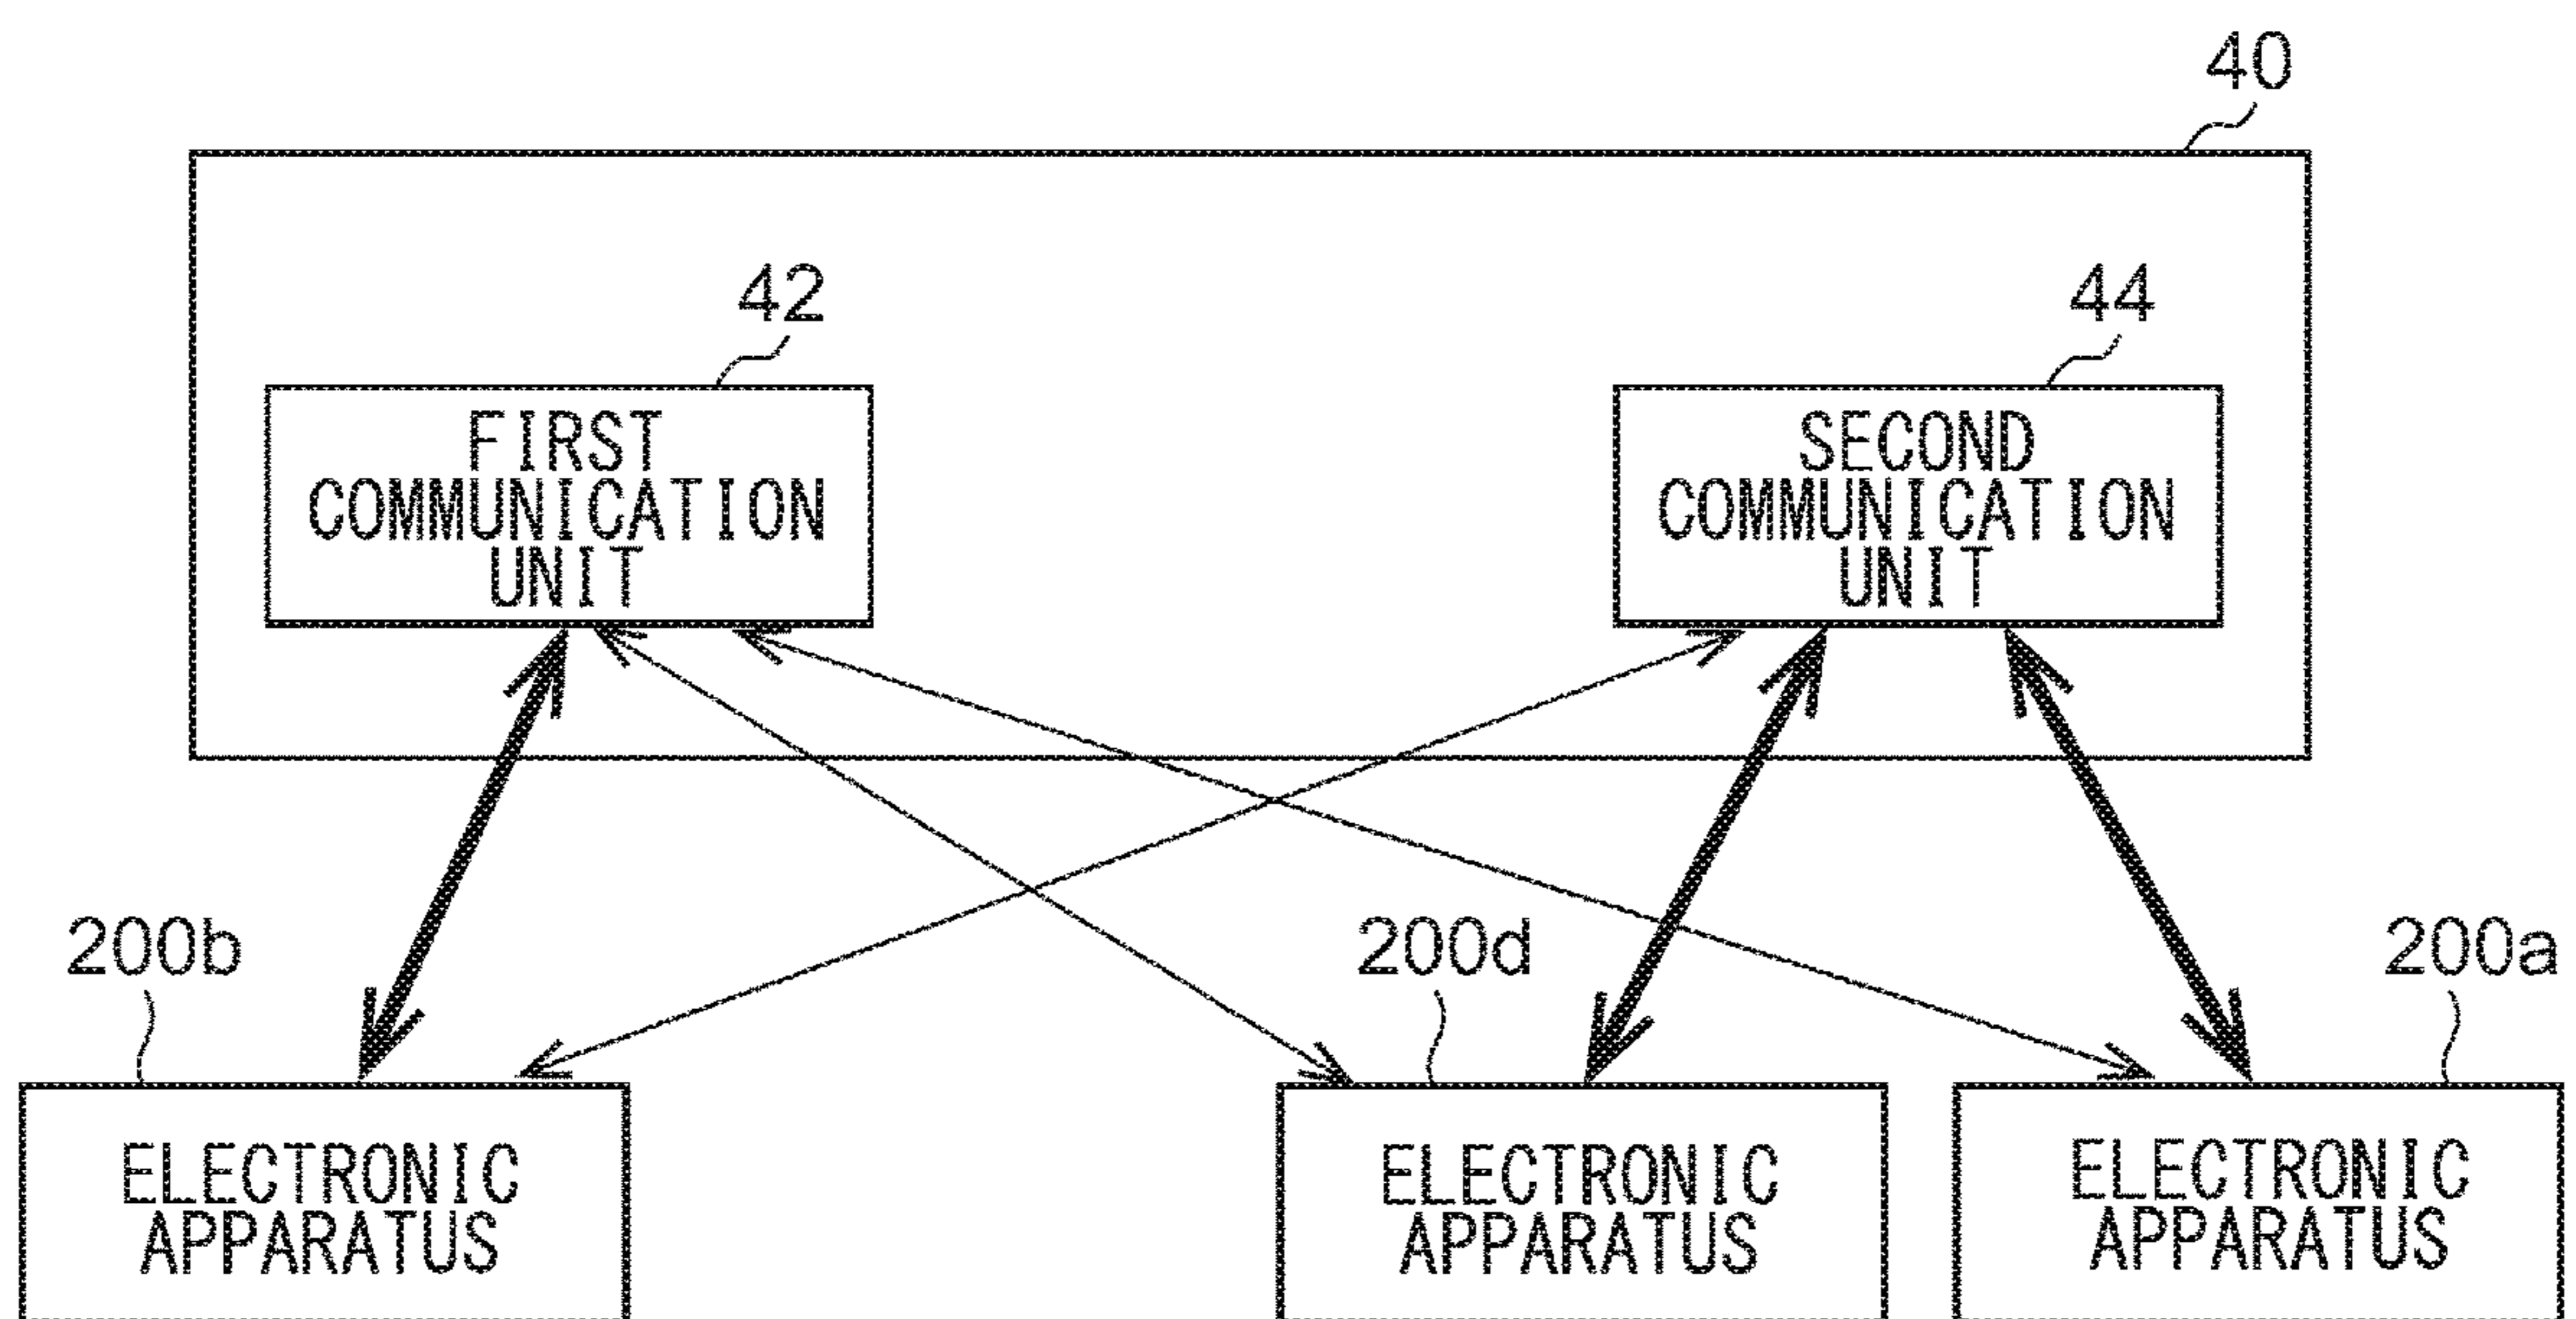 40
42
44
FIRST
COMMUNICATION
UNIT
SECOND
COMMUNICATION
UNIT
200b
200d
200a
ELECTRONIC
APPARATUS
ELECTRONIC
APPARATUS
ELECTRONIC
APPARATUS